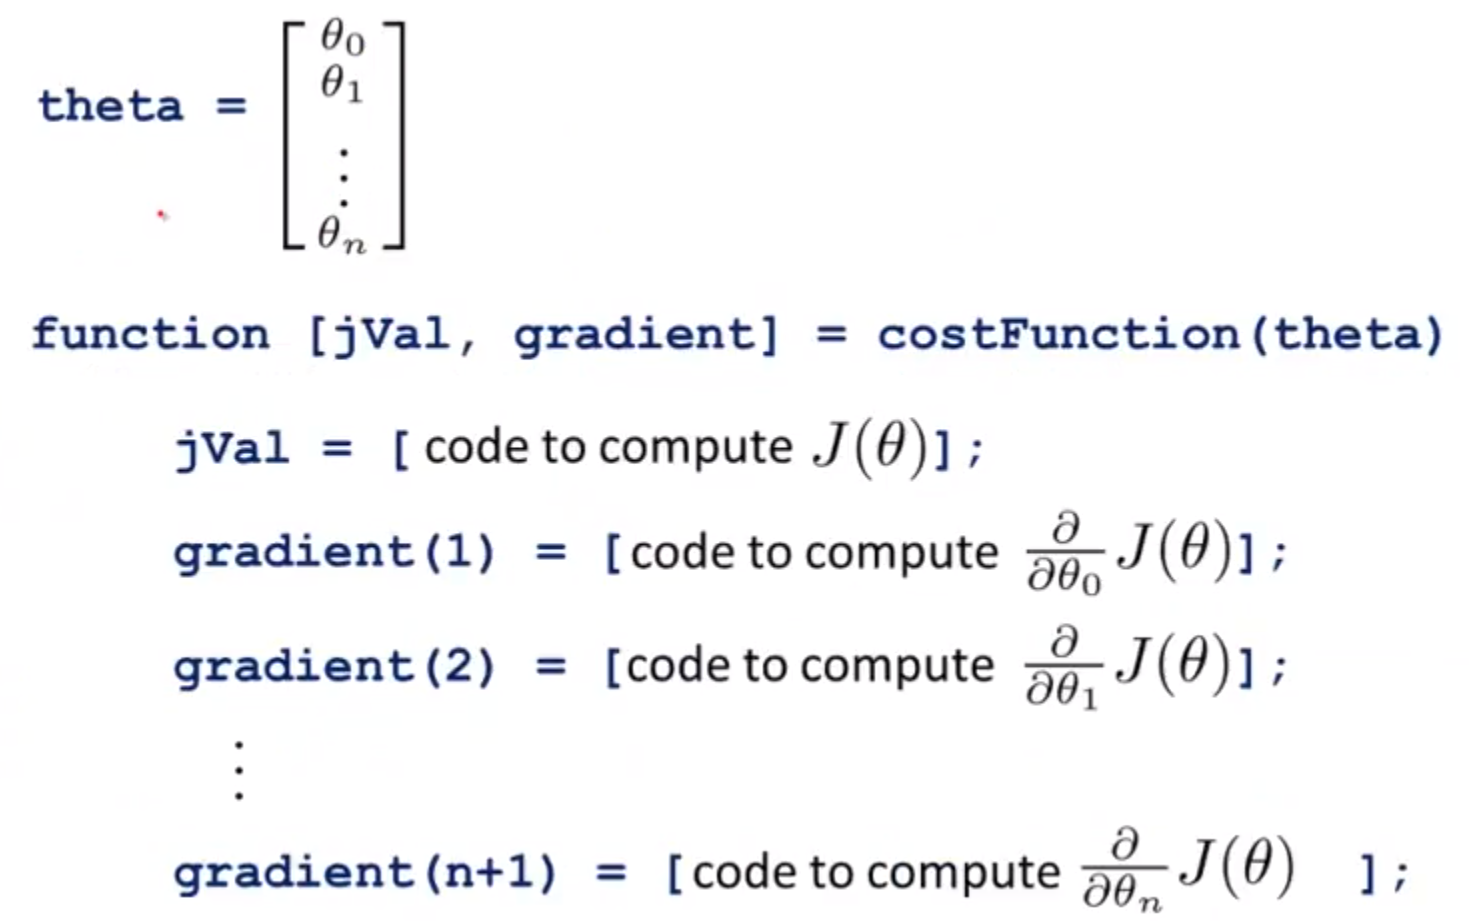 θ₀
θ₁
theta =
⋮
θₙ
function [jVal, gradient] = costFunction(theta)
jVal = [ code to compute J(θ)];
gradient(1) = [code to compute ∂/∂θ₀ J(θ)];
gradient(2) = [code to compute ∂/∂θ₁ J(θ)];
⋮
gradient(n+1) = [code to compute ∂/∂θₙ J(θ) ];